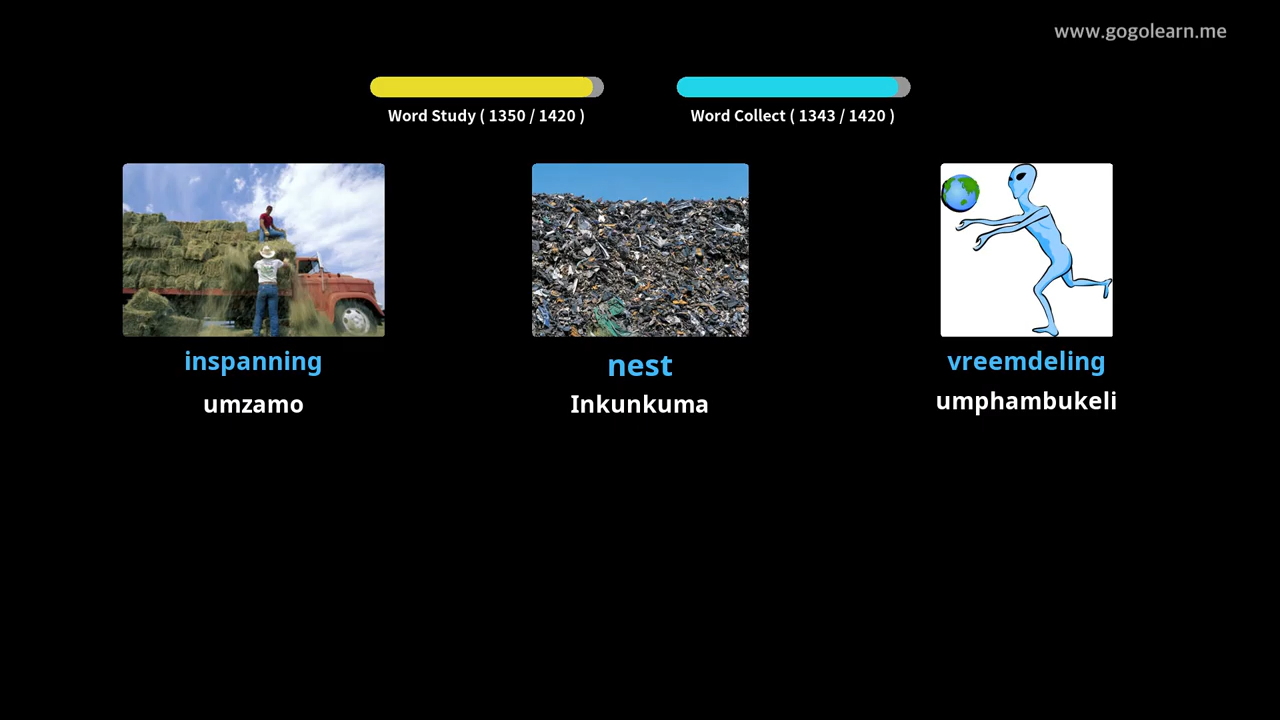 www.gogolearn.me
Word Study ( 1350 / 1420 )
Word Collect ( 1343 / 1420 )
inspanning
umzamo
nest
Inkunkuma
vreemdeling
umphambukeli